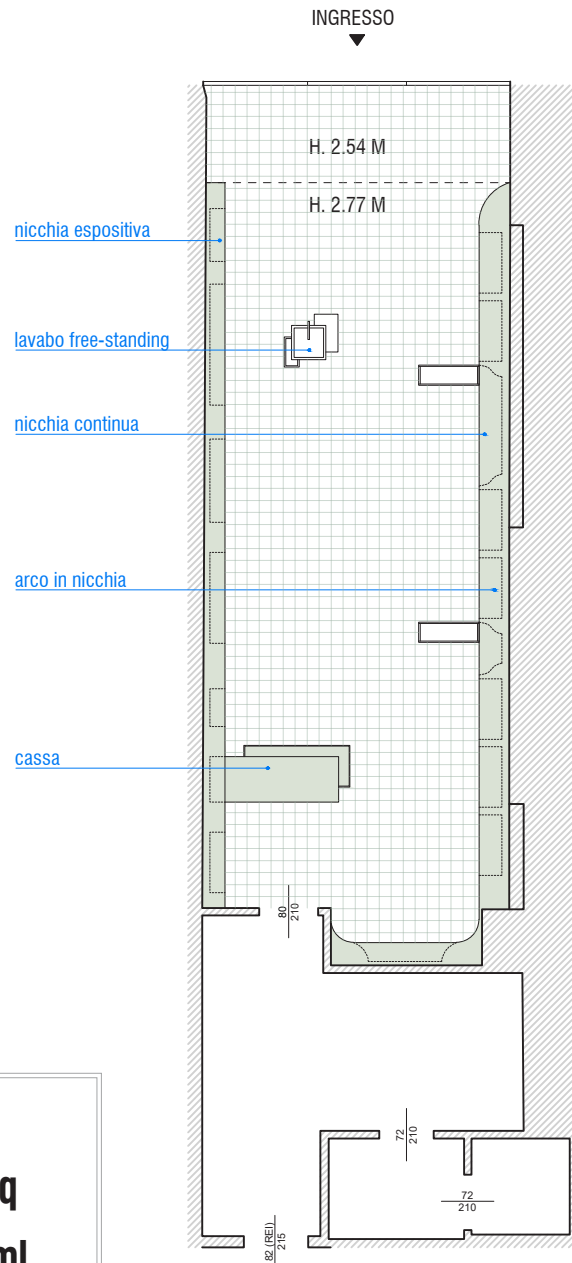 INGRESSO
H. 2.54 M
H. 2.77 M
nicchia espositiva
lavabo free-standing
nicchia continua
arco in nicchia
cassa
80
210
72
210
72
210
82 (REI)
215
q
ml